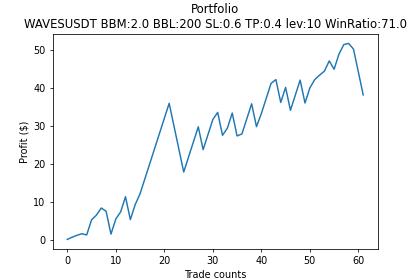 Portfolio
WAVESUSDT BBM:2.0 BBL:200 SL:0.6 TP:0.4 lev:10 WinRatio:71.0
50
40
30
20
10
0
Profit ($)
0 10 20 30 40 50 60
Trade counts